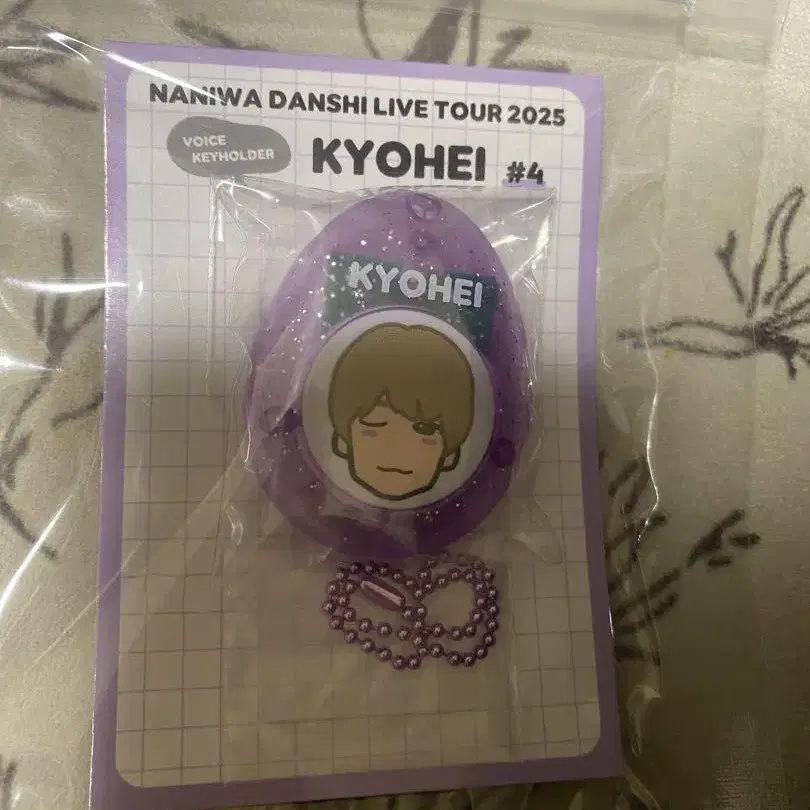 NANIWA DANSHI LIVE TOUR 2025
VOICE
KEYHOLDER
KYOHEI #4
KYOHEI